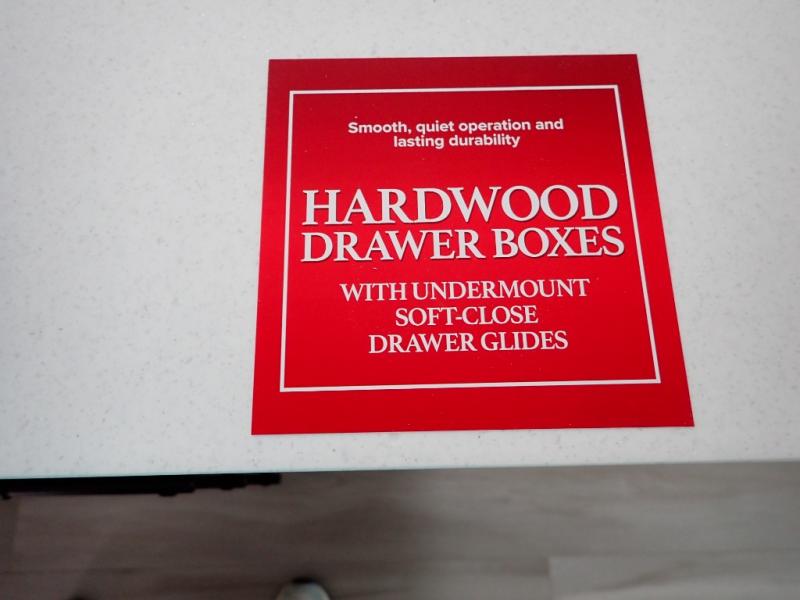 Smooth, quiet operation and
lasting durability
HARDWOOD
DRAWER BOXES
WITH UNDERMOUNT
SOFT-CLOSE
DRAWER GLIDES